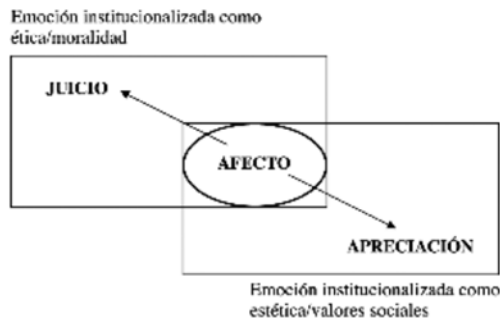 Emoción institucionalizada como
ética/moralidad
JUICIO
AFECTO
APRECIACIÓN
Emoción institucionalizada como
estética/valores sociales